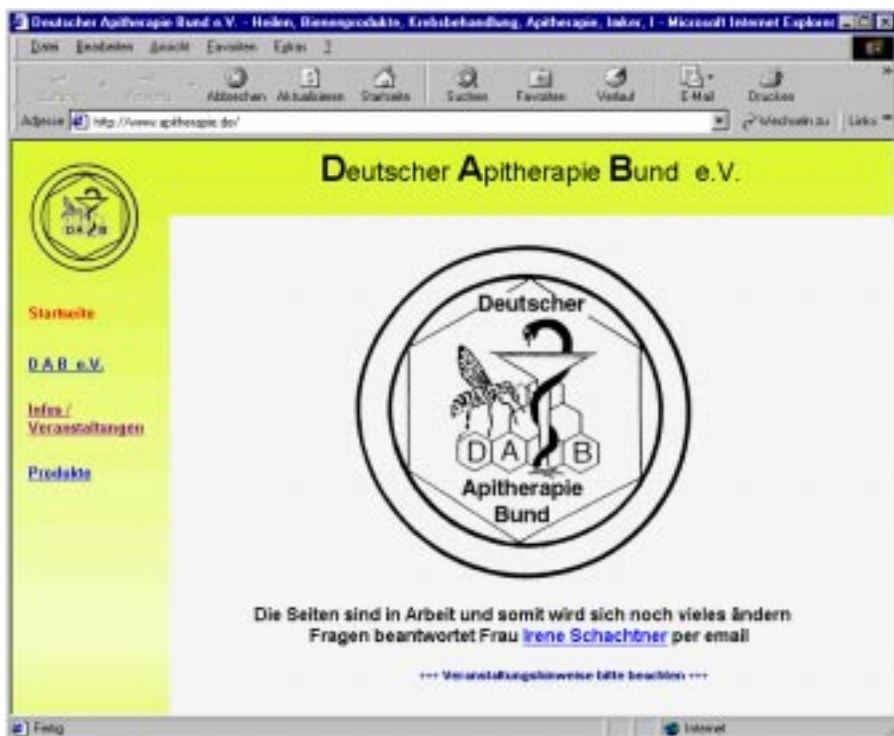 Deutscher Apitherapie Bund e.V. - Heilen, Bienenprodukte, Krebsbehandlung, Apitherapie, Imker, I - Microsoft Internet Explorer
Datei Bearbeiten Ansicht Favoriten Extras ?
Abbrechen Aktualisieren Startseite Suchen Favoriten Verlauf E-Mail Drucken
Adresse http://www.apitherapie.de/ Wechseln zu Links
Deutscher Apitherapie Bund e.V.
DAB
Startseite
D A B e.V.
Infos /
Veranstaltungen
Produkte
Deutscher
DAB
Apitherapie
Bund
Die Seiten sind in Arbeit und somit wird sich noch vieles ändern
Fragen beantwortet Frau Irene Schachtner per email
+++ Veranstaltungshinweise bitte beachten +++
Fertig Internet